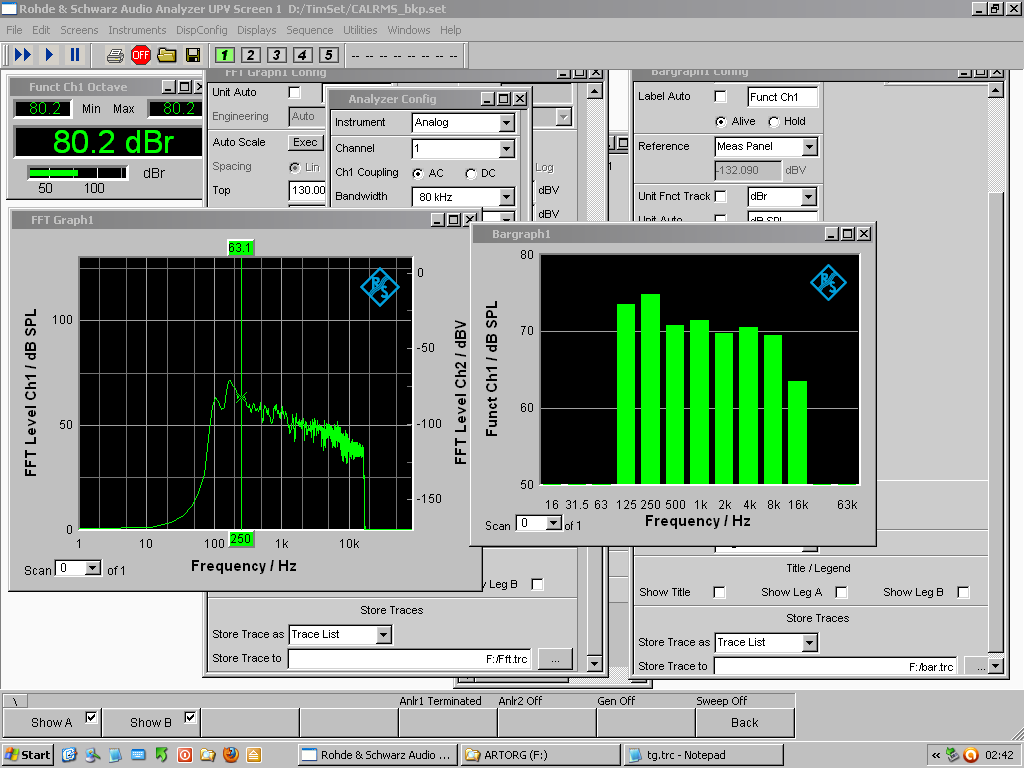 Rohde & Schwarz Audio Analyzer UPV Screen 1 D:/TimSet/CALRMS_bkp.set
File Edit Screens Instruments DispConfig Displays Sequence Utilities Windows Help
OFF 1 2 3 4 5 -- -- -- -- -- -- -- --
Funct Ch1 Octave
80.2 Min Max 80.2
80.2 dBr
dBr
50 100
FFT Graph1 Config
Unit Auto
Engineering Auto
Auto Scale Exec
Spacing Lin
Top 130.00
Log
dBV
dBV
Analyzer Config
Instrument Analog
Channel 1
Ch1 Coupling AC DC
Bandwidth 80 kHz
Bargraph1 Config
Label Auto Funct Ch1
Alive Hold
Reference Meas Panel
-132.090 dBV
Unit Fnct Track dBr
Unit Auto dB SPL
FFT Graph1
63.1
FFT Level Ch1 / dB SPL
100
50
0
0
-50
-100
-150
FFT Level Ch2 / dBV
R&S
1 10 100 250 1k 10k
Frequency / Hz
Scan 0 of 1
Bargraph1
Funct Ch1 / dB SPL
80
70
60
50
R&S
16 31.5 63 125 250 500 1k 2k 4k 8k 16k 63k
Frequency / Hz
Scan 0 of 1
w Leg B
Store Traces
Store Trace as Trace List
Store Trace to F:/Fft.trc ...
Title / Legend
Show Title Show Leg A Show Leg B
Store Traces
Store Trace as Trace List
Store Trace to F:/bar.trc ...
\ Anlr1 Terminated Anlr2 Off Gen Off Sweep Off
Show A Show B Back
Start Rohde & Schwarz Audio ... ARTORG (F:) tg.trc - Notepad « 02:42